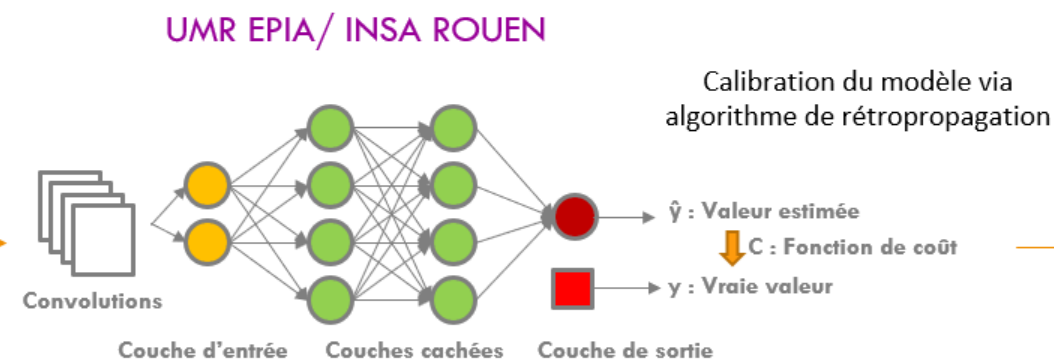 UMR EPIA/ INSA ROUEN
Calibration du modèle via
algorithme de rétropropagation
ŷ : Valeur estimée
C : Fonction de coût
y : Vraie valeur
Convolutions
Couche d'entrée
Couches cachées
Couche de sortie